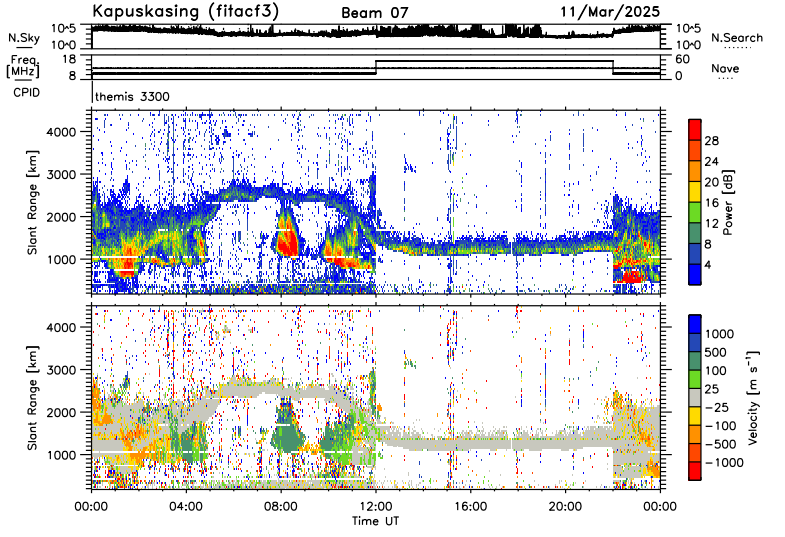 Kapuskasing (fitacf3) Beam 07 11/Mar/2025
N.Sky 10^5 10^0 10^5 10^0 N.Search
Freq. [MHz] 18 8 60 0 Nave
CPID themis 3300
4000
3000
2000
1000
Slant Range [km]
28
24
20
16
12
8
4
Power [dB]
4000
3000
2000
1000
Slant Range [km]
1000
500
100
25
−25
−100
−500
−1000
Velocity [m s⁻¹]
00:00 04:00 08:00 12:00 16:00 20:00 00:00
Time UT